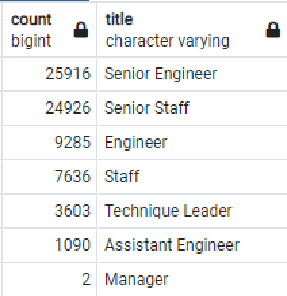 count title
bigint character varying
25916 Senior Engineer
24926 Senior Staff
9285 Engineer
7636 Staff
3603 Technique Leader
1090 Assistant Engineer
2 Manager